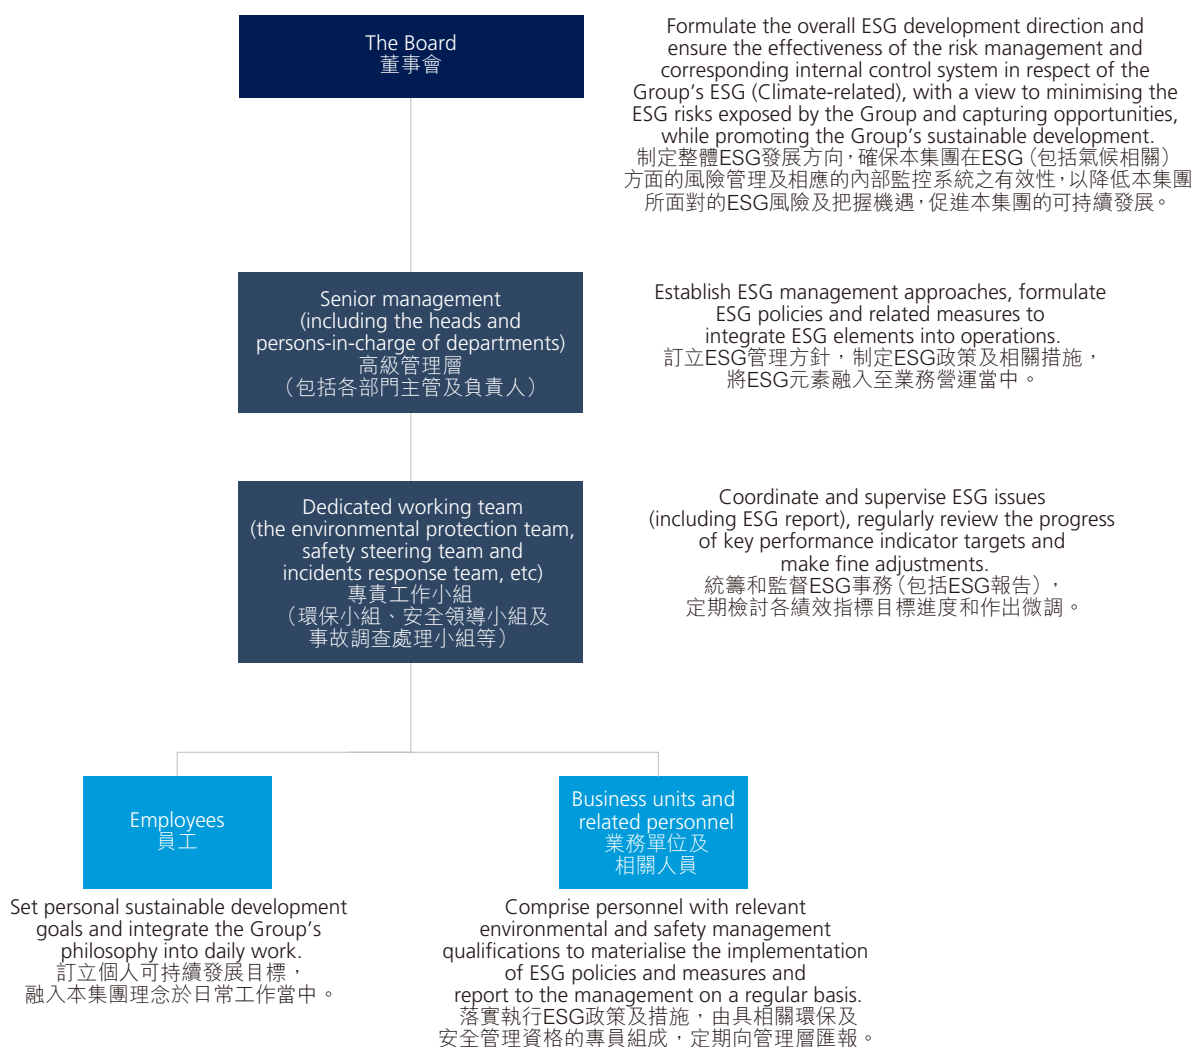 The Board
董事會
Formulate the overall ESG development direction and
ensure the effectiveness of the risk management and
corresponding internal control system in respect of the
Group's ESG (Climate-related), with a view to minimising the
ESG risks exposed by the Group and capturing opportunities,
while promoting the Group's sustainable development.
制定整體ESG發展方向，確保本集團在ESG（包括氣候相關）
方面的風險管理及相應的內部監控系統之有效性，以降低本集團
所面對的ESG風險及把握機遇，促進本集團的可持續發展。
Senior management
(including the heads and
persons-in-charge of departments)
高級管理層
（包括各部門主管及負責人）
Establish ESG management approaches, formulate
ESG policies and related measures to
integrate ESG elements into operations.
訂立ESG管理方針，制定ESG政策及相關措施，
將ESG元素融入至業務營運當中。
Dedicated working team
(the environmental protection team,
safety steering team and
incidents response team, etc)
專責工作小組
（環保小組、安全領導小組及
事故調查處理小組等）
Coordinate and supervise ESG issues
(including ESG report), regularly review the progress
of key performance indicator targets and
make fine adjustments.
統籌和監督ESG事務（包括ESG報告），
定期檢討各績效指標目標進度和作出微調。
Employees
員工
Set personal sustainable development
goals and integrate the Group's
philosophy into daily work.
訂立個人可持續發展目標，
融入本集團理念於日常工作當中。
Business units and
related personnel
業務單位及
相關人員
Comprise personnel with relevant
environmental and safety management
qualifications to materialise the implementation
of ESG policies and measures and
report to the management on a regular basis.
落實執行ESG政策及措施，由具相關環保及
安全管理資格的專員組成，定期向管理層匯報。